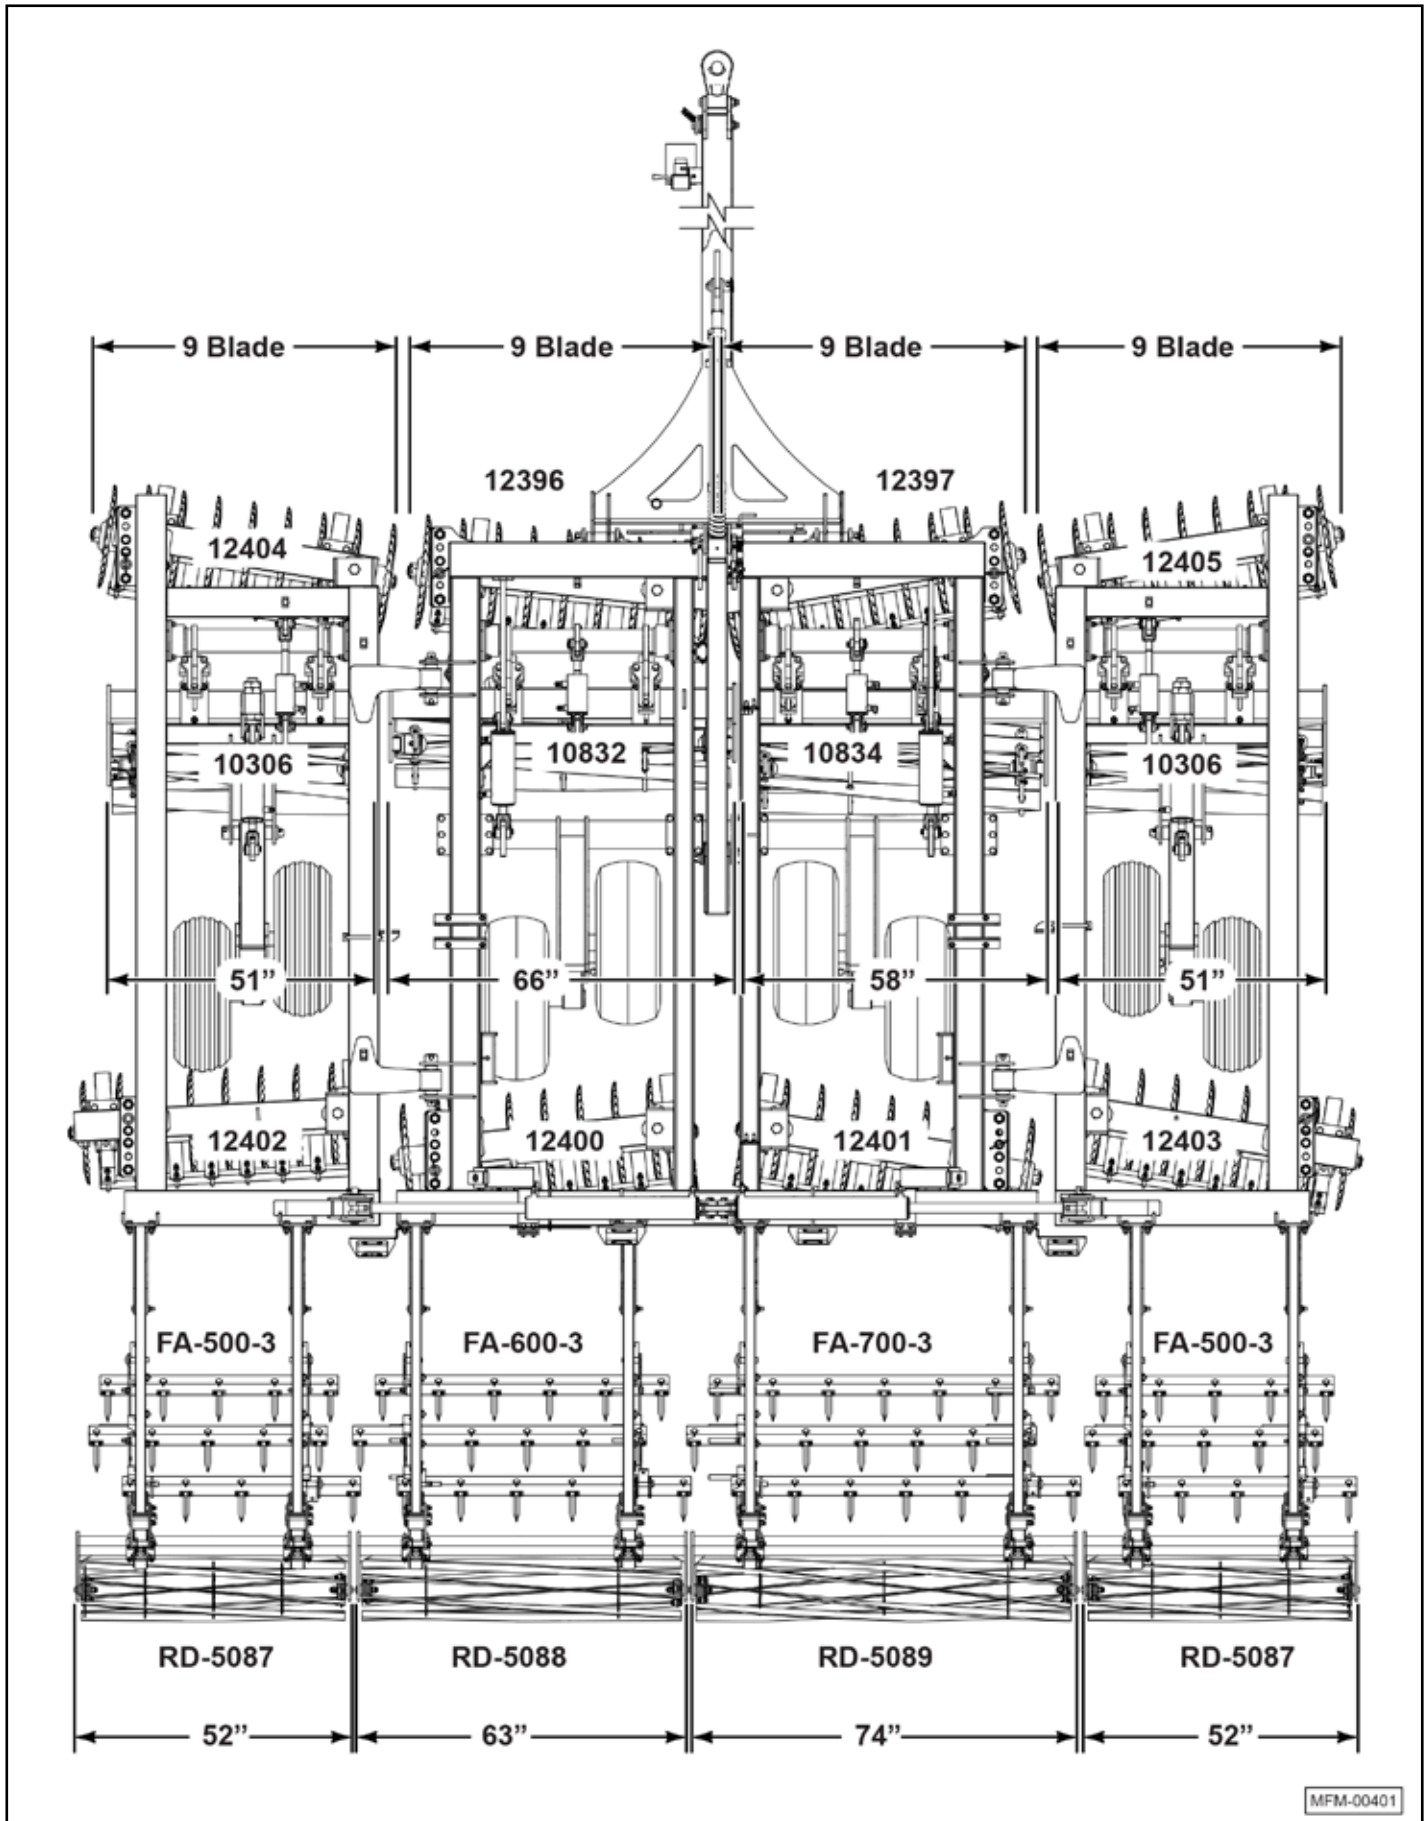 9 Blade
9 Blade
9 Blade
9 Blade
12396
12397
12404
12405
10306
10832
10834
10306
51”
66”
58”
51”
12402
12400
12401
12403
FA-500-3
FA-600-3
FA-700-3
FA-500-3
RD-5087
RD-5088
RD-5089
RD-5087
52”
63”
74”
52”
MFM-00401